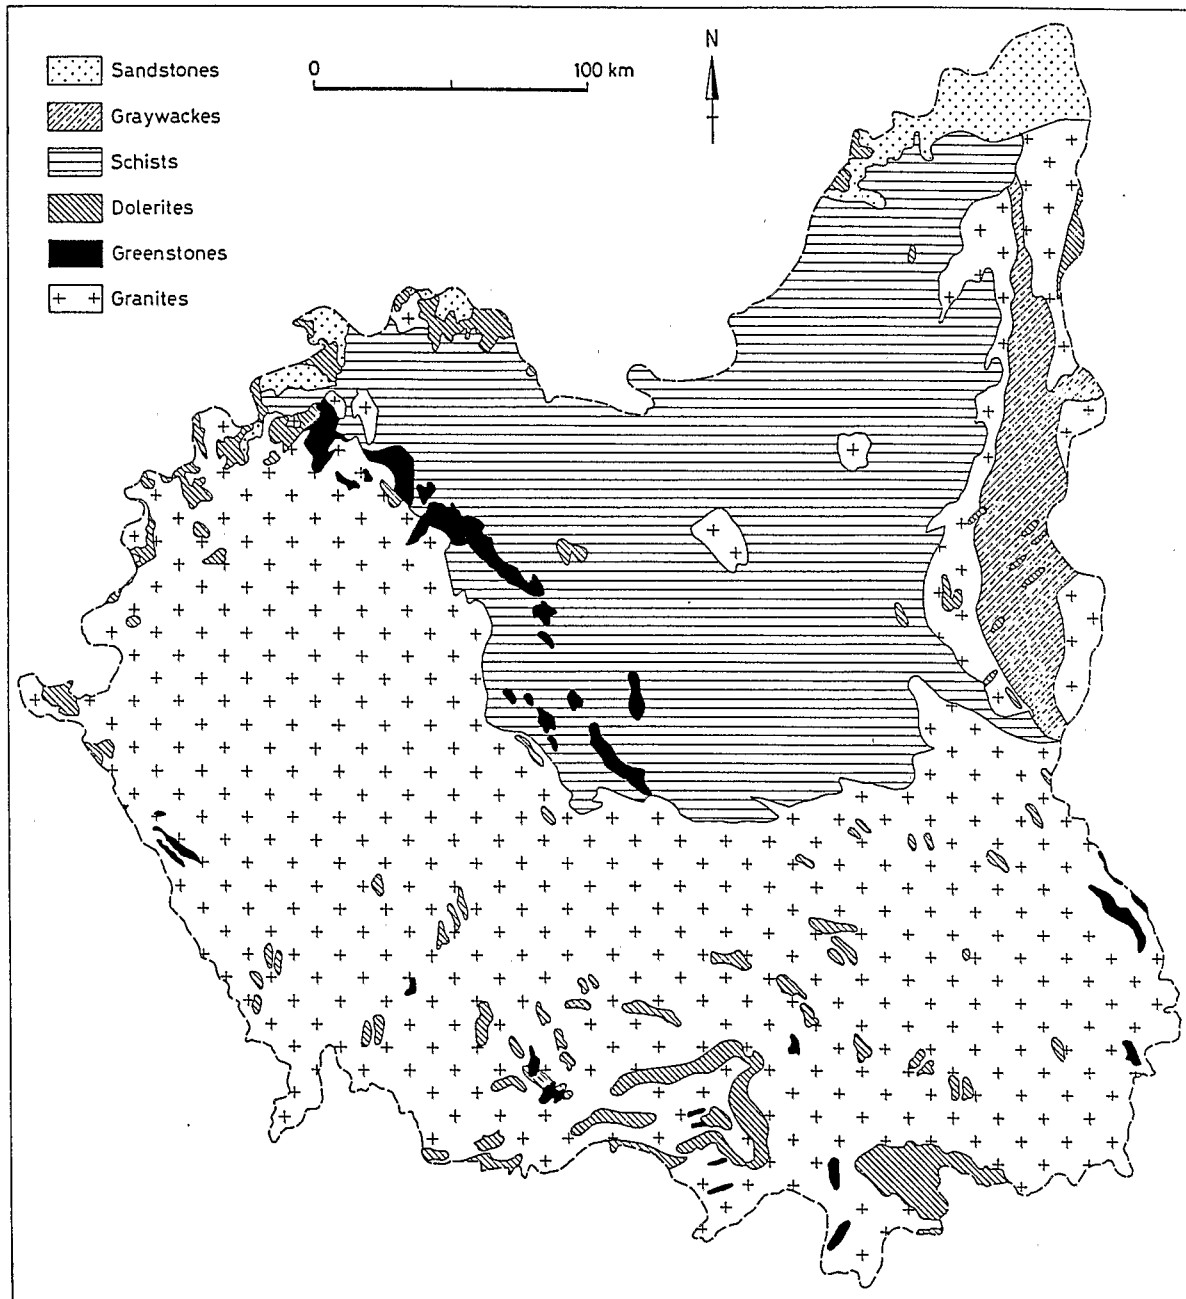 Sandstones
Graywackes
Schists
Dolerites
Greenstones
Granites
0 100 km
N